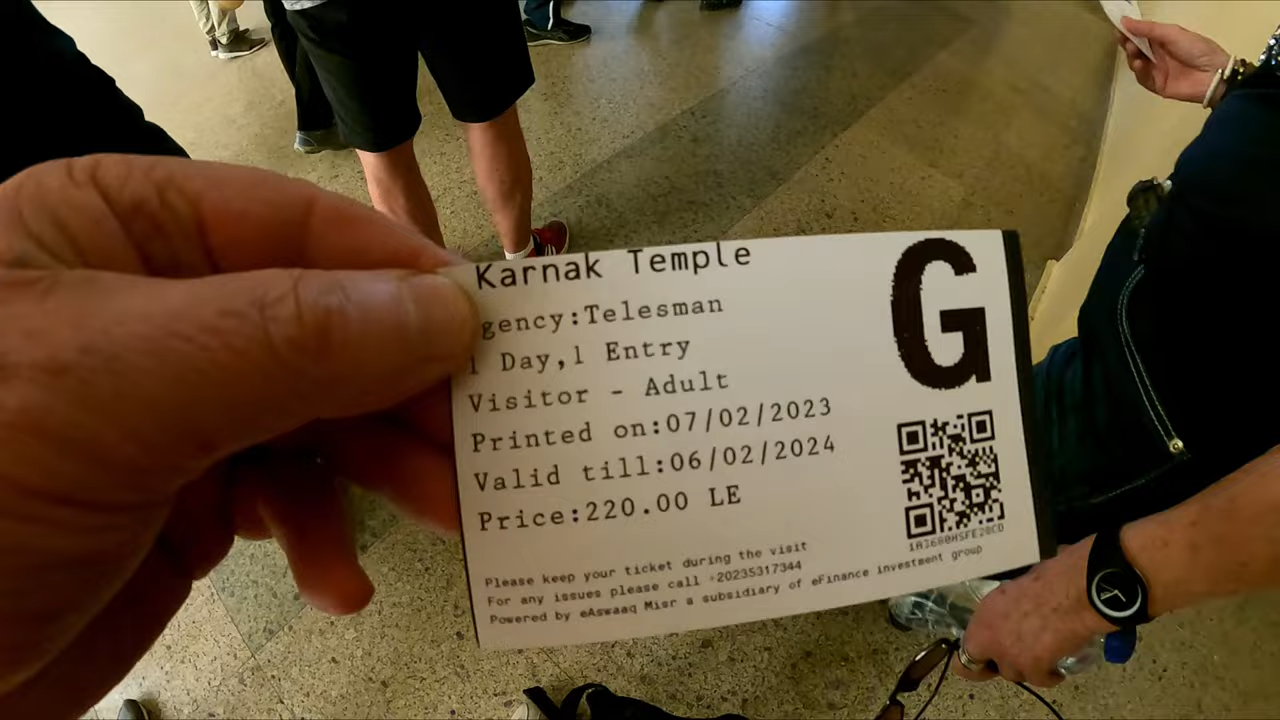 Karnak Temple
gency:Telesman
1 Day,1 Entry
Visitor - Adult
Printed on:07/02/2023
Valid till:06/02/2024
Price:220.00 LE
G
Please keep your ticket during the visit
For any issues please call +20235317344
Powered by eAswaaq Misr a subsidiary of eFinance investment group